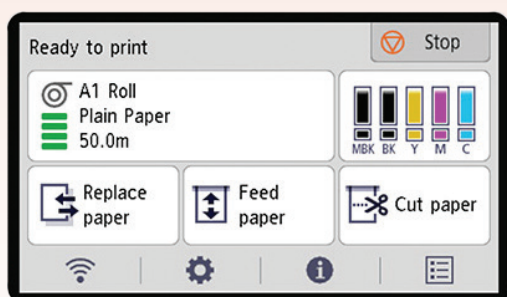 Ready to print
Stop
A1 Roll
Plain Paper
50.0m
MBK BK Y M C
Replace
paper
Feed
paper
Cut paper